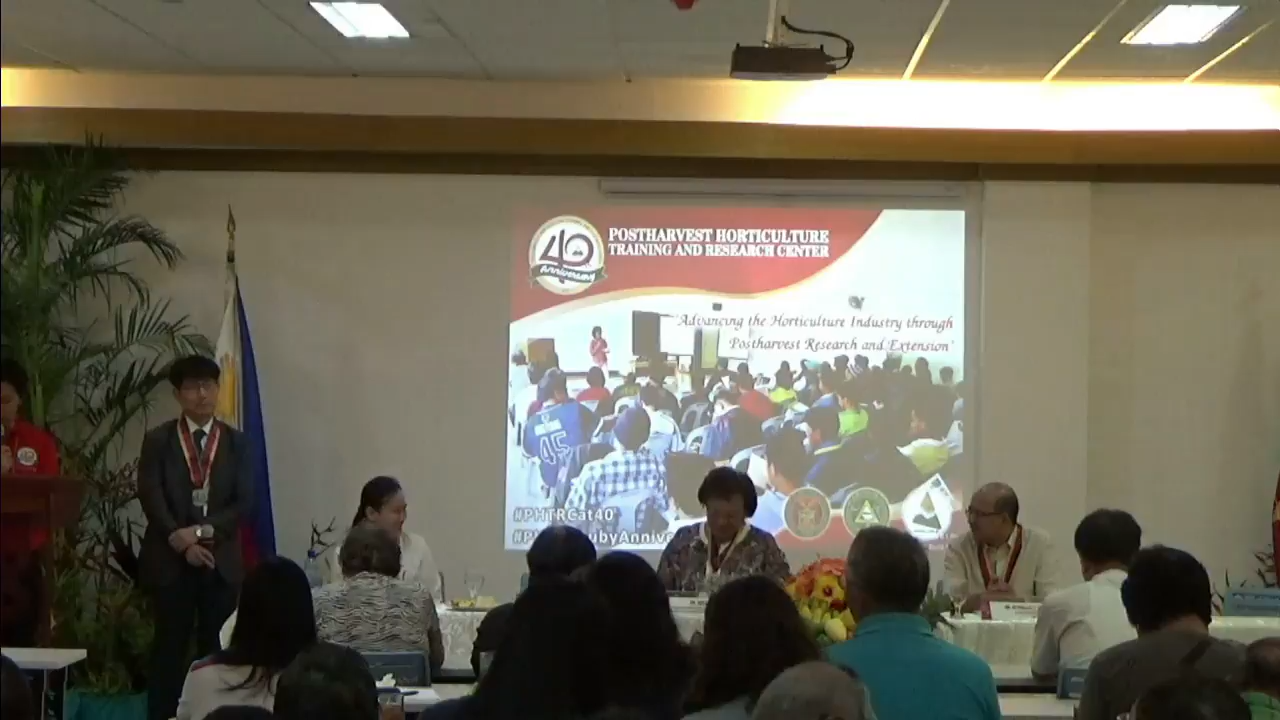 40
Anniversary
POSTHARVEST HORTICULTURE
TRAINING AND RESEARCH CENTER
"Advancing the Horticulture Industry through
Postharvest Research and Extension"
45
#PHTRCat40